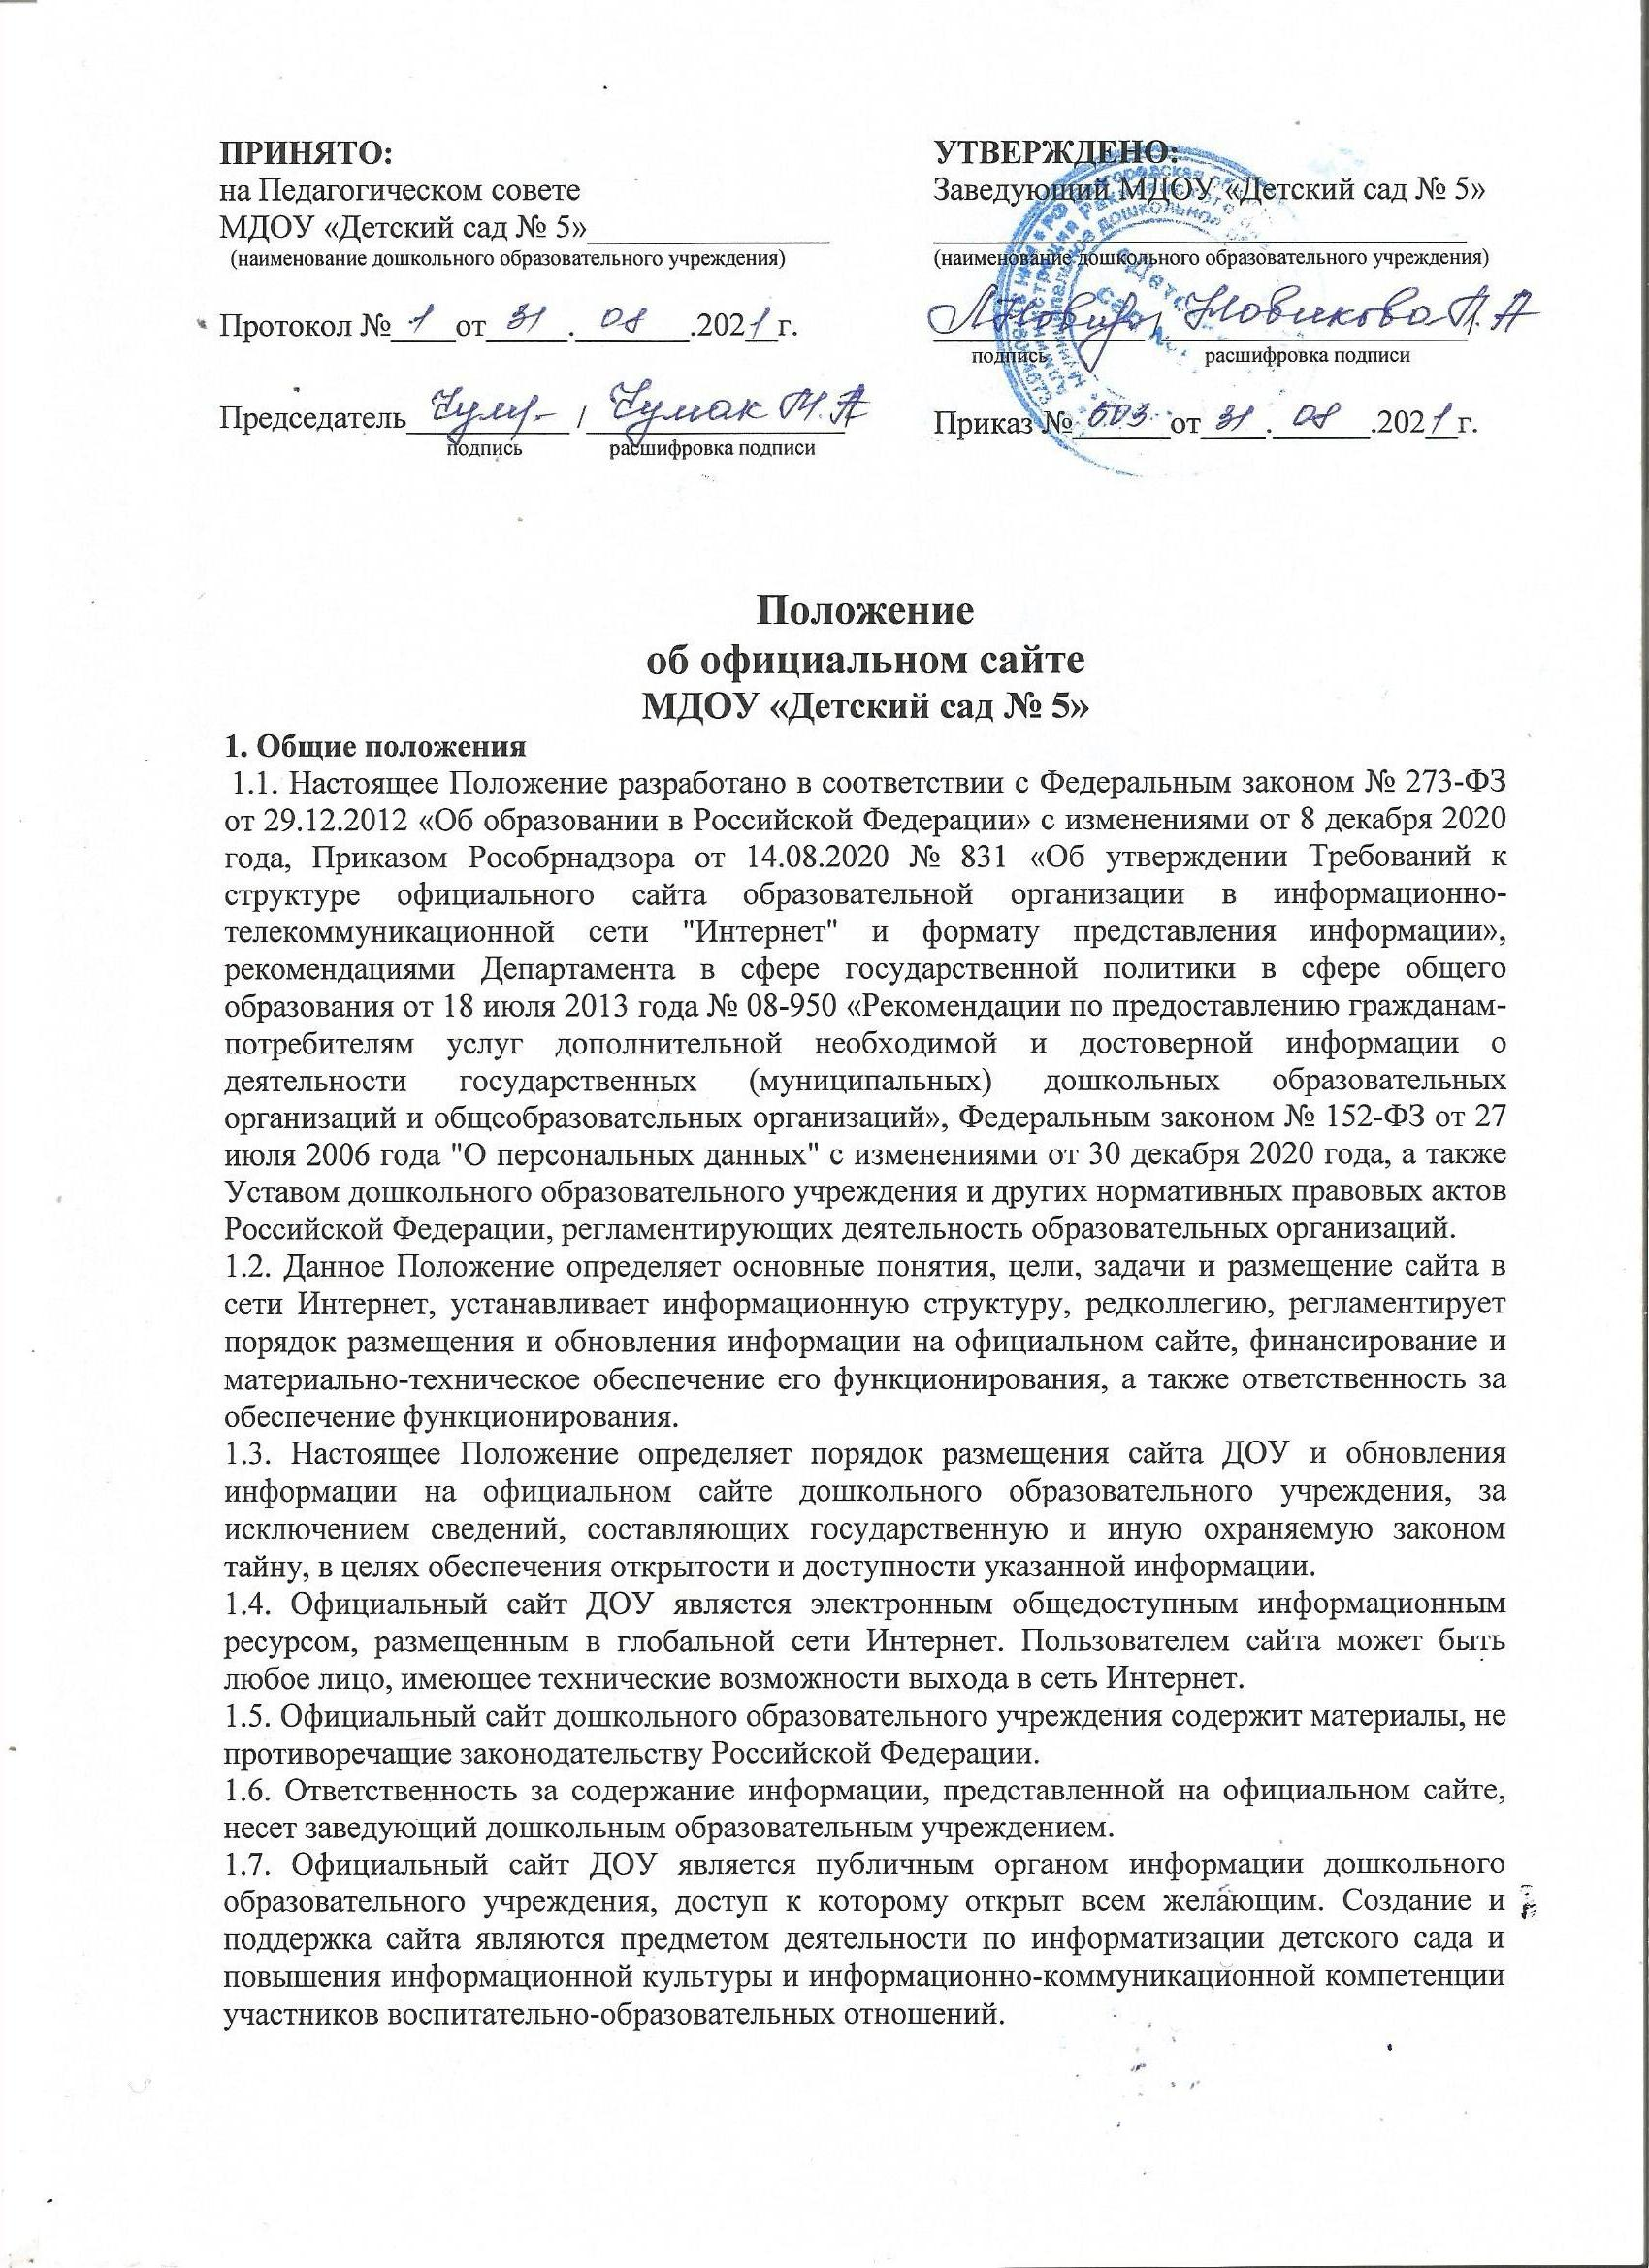 ПРИНЯТО:
на Педагогическом совете
МДОУ «Детский сад № 5»
(наименование дошкольного образовательного учреждения)
Протокол № 1 от 31 . 08 .2021 г.
Председатель / Чумак М.А
подпись расшифровка подписи
УТВЕРЖДЕНО:
Заведующий МДОУ «Детский сад № 5»
(наименование дошкольного образовательного учреждения)
Новикова Л.А
подпись расшифровка подписи
Приказ № от 31 . 08 .2021 г.
Положение
об официальном сайте
МДОУ «Детский сад № 5»
1. Общие положения
1.1. Настоящее Положение разработано в соответствии с Федеральным законом № 273-ФЗ
от 29.12.2012 «Об образовании в Российской Федерации» с изменениями от 8 декабря 2020
года, Приказом Рособрнадзора от 14.08.2020 № 831 «Об утверждении Требований к
структуре официального сайта образовательной организации в информационно-
телекоммуникационной сети "Интернет" и формату представления информации»,
рекомендациями Департамента в сфере государственной политики в сфере общего
образования от 18 июля 2013 года № 08-950 «Рекомендации по предоставлению гражданам-
потребителям услуг дополнительной необходимой и достоверной информации о
деятельности государственных (муниципальных) дошкольных образовательных
организаций и общеобразовательных организаций», Федеральным законом № 152-ФЗ от 27
июля 2006 года "О персональных данных" с изменениями от 30 декабря 2020 года, а также
Уставом дошкольного образовательного учреждения и других нормативных правовых актов
Российской Федерации, регламентирующих деятельность образовательных организаций.
1.2. Данное Положение определяет основные понятия, цели, задачи и размещение сайта в
сети Интернет, устанавливает информационную структуру, редколлегию, регламентирует
порядок размещения и обновления информации на официальном сайте, финансирование и
материально-техническое обеспечение его функционирования, а также ответственность за
обеспечение функционирования.
1.3. Настоящее Положение определяет порядок размещения сайта ДОУ и обновления
информации на официальном сайте дошкольного образовательного учреждения, за
исключением сведений, составляющих государственную и иную охраняемую законом
тайну, в целях обеспечения открытости и доступности указанной информации.
1.4. Официальный сайт ДОУ является электронным общедоступным информационным
ресурсом, размещенным в глобальной сети Интернет. Пользователем сайта может быть
любое лицо, имеющее технические возможности выхода в сеть Интернет.
1.5. Официальный сайт дошкольного образовательного учреждения содержит материалы, не
противоречащие законодательству Российской Федерации.
1.6. Ответственность за содержание информации, представленной на официальном сайте,
несет заведующий дошкольным образовательным учреждением.
1.7. Официальный сайт ДОУ является публичным органом информации дошкольного
образовательного учреждения, доступ к которому открыт всем желающим. Создание и
поддержка сайта являются предметом деятельности по информатизации детского сада и
повышения информационной культуры и информационно-коммуникационной компетенции
участников воспитательно-образовательных отношений.